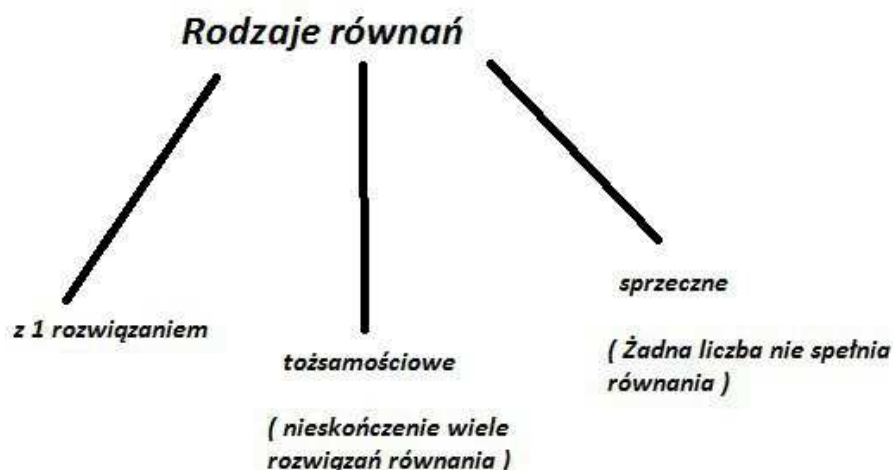 Rodzaje równań
z 1 rozwiązaniem
tożsamościowe
( nieskończenie wiele
rozwiązań równania )
sprzeczne
( Żadna liczba nie spełnia
równania )